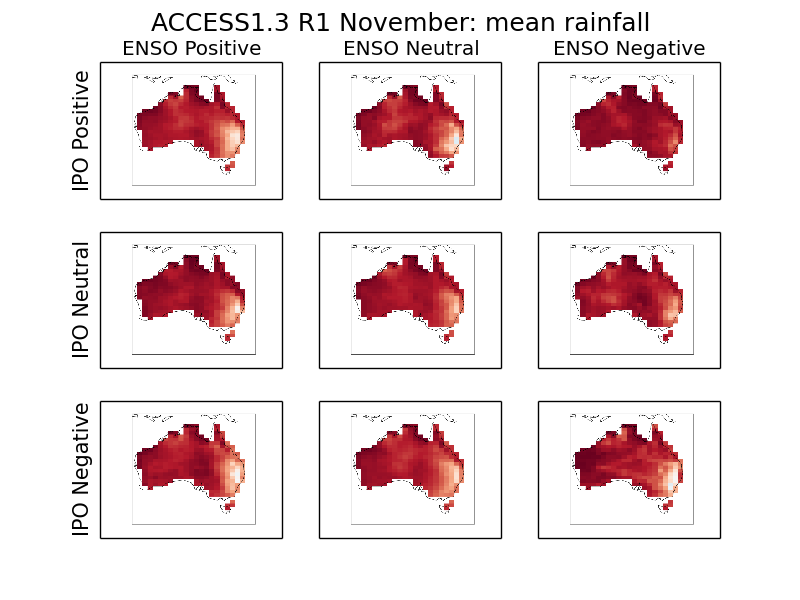 ACCESS1.3 R1 November: mean rainfall
ENSO Positive
ENSO Neutral
ENSO Negative
IPO Positive
IPO Neutral
IPO Negative